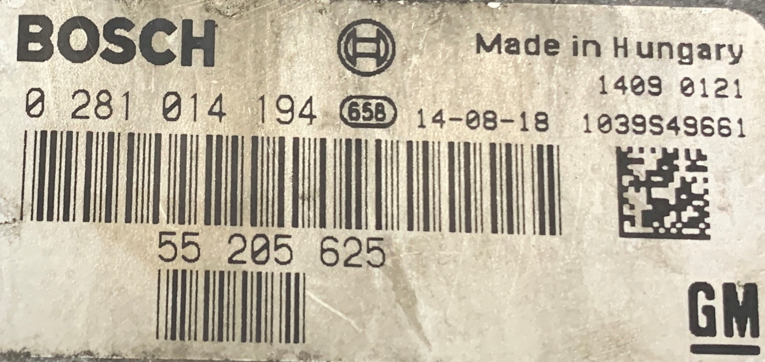 BOSCH
Made in Hungary
1409 0121
0 281 014 194 658 14-08-18 1039S49661
55 205 625
GM